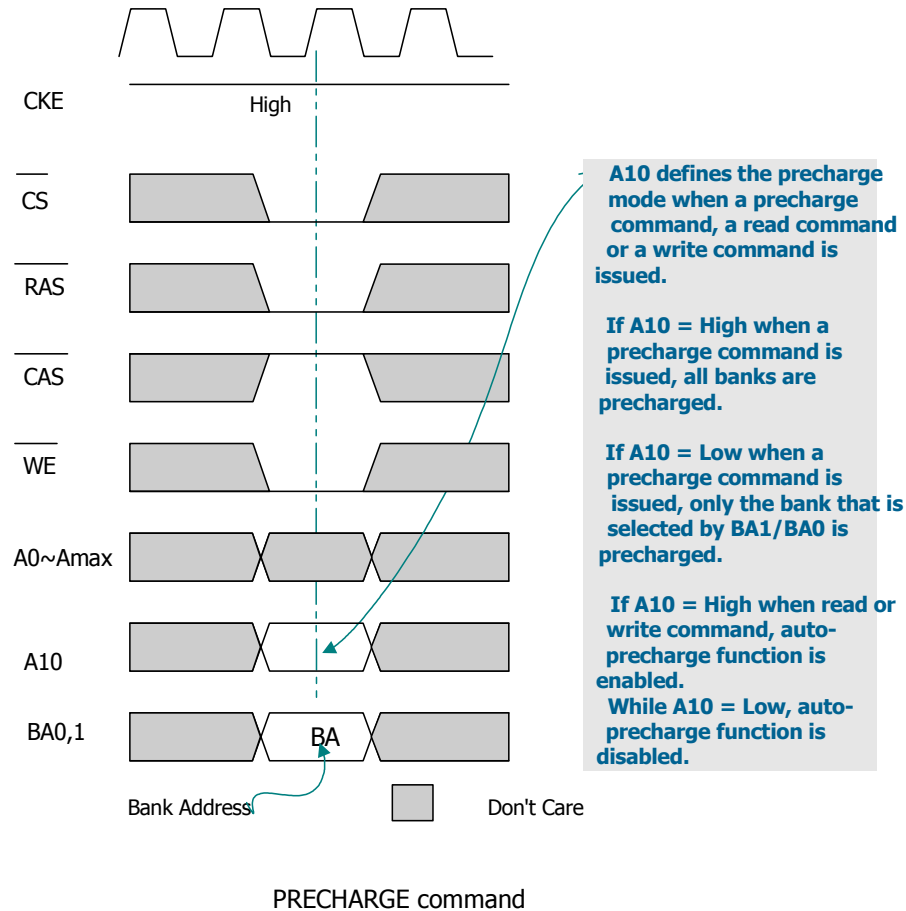 CKE
High
CS
RAS
CAS
WE
A0~Amax
A10
BA0,1
BA
Bank Address
Don't Care
A10 defines the precharge
mode when a precharge
command, a read command
or a write command is
issued.
If A10 = High when a
precharge command is
issued, all banks are
precharged.
If A10 = Low when a
precharge command is
issued, only the bank that is
selected by BA1/BA0 is
precharged.
If A10 = High when read or
write command, auto-
precharge function is
enabled.
While A10 = Low, auto-
precharge function is
disabled.
PRECHARGE command